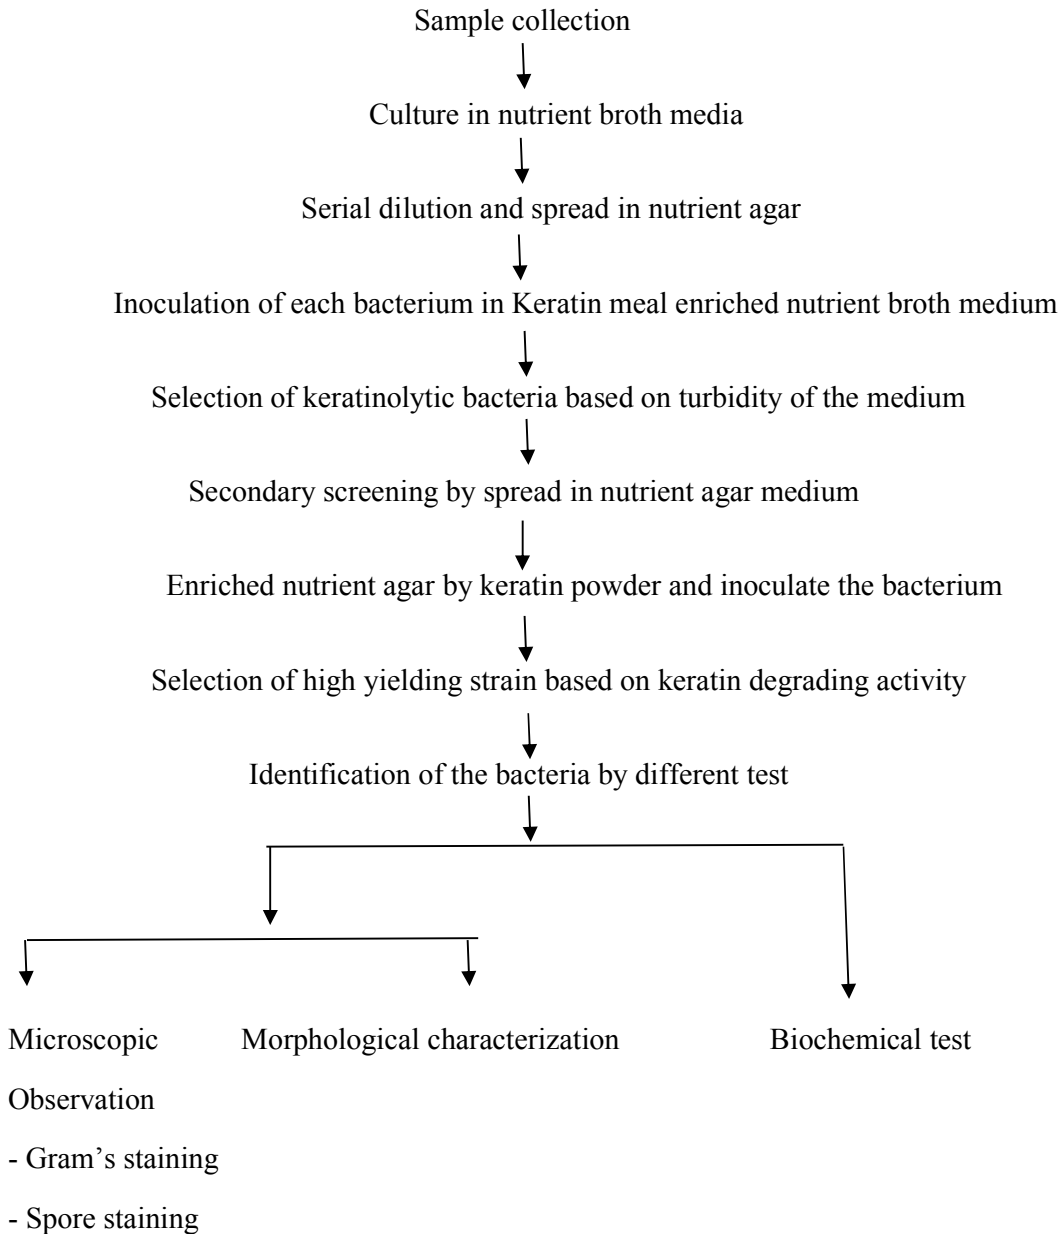 Sample collection
Culture in nutrient broth media
Serial dilution and spread in nutrient agar
Inoculation of each bacterium in Keratin meal enriched nutrient broth medium
Selection of keratinolytic bacteria based on turbidity of the medium
Secondary screening by spread in nutrient agar medium
Enriched nutrient agar by keratin powder and inoculate the bacterium
Selection of high yielding strain based on keratin degrading activity
Identification of the bacteria by different test
Microscopic
Observation
- Gram’s staining
- Spore staining
Morphological characterization
Biochemical test